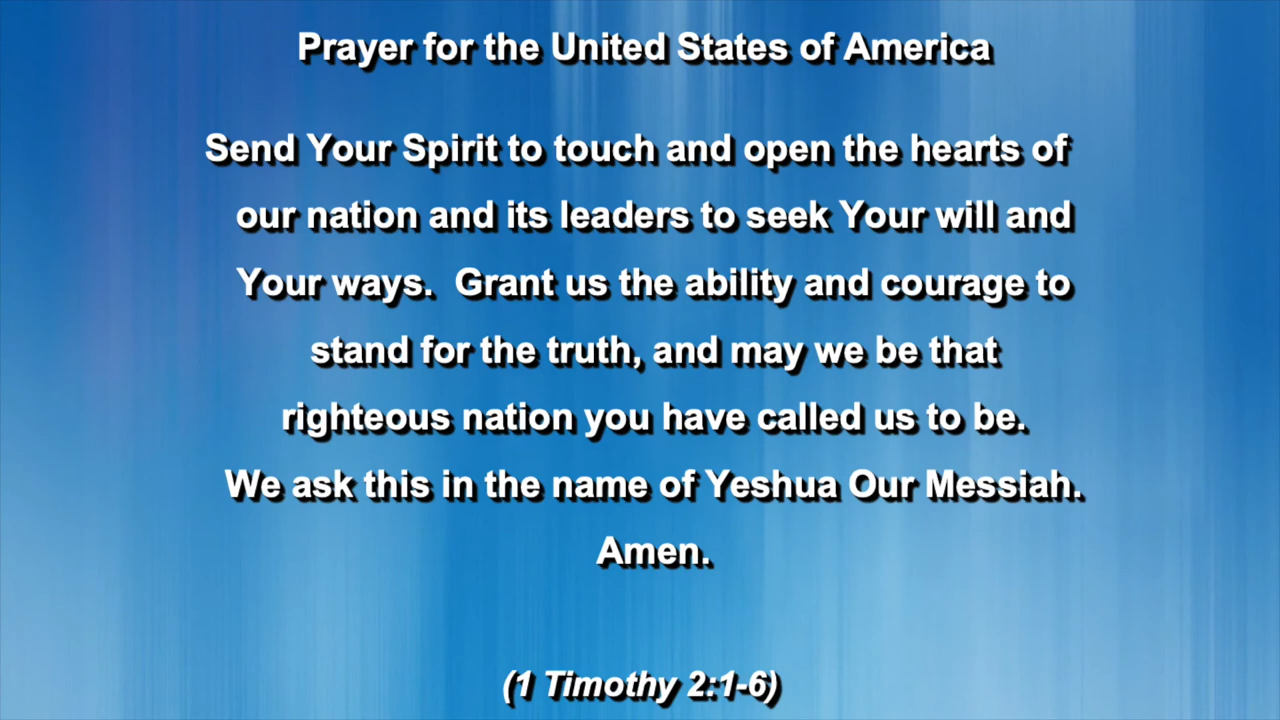 Prayer for the United States of America
Send Your Spirit to touch and open the hearts of
our nation and its leaders to seek Your will and
Your ways.  Grant us the ability and courage to
stand for the truth, and may we be that
righteous nation you have called us to be.
We ask this in the name of Yeshua Our Messiah.
Amen.
(1 Timothy 2:1-6)